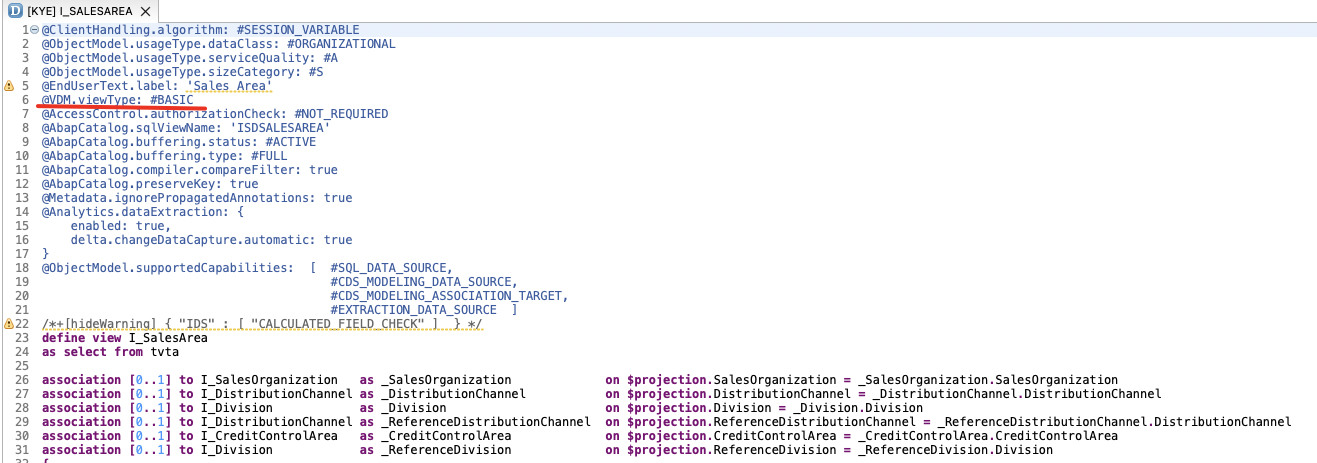 [KYE] I_SALESAREA
1 @ClientHandling.algorithm: #SESSION_VARIABLE
2 @ObjectModel.usageType.dataClass: #ORGANIZATIONAL
3 @ObjectModel.usageType.serviceQuality: #A
4 @ObjectModel.usageType.sizeCategory: #S
5 @EndUserText.label: 'Sales Area'
6 @VDM.viewType: #BASIC
7 @AccessControl.authorizationCheck: #NOT_REQUIRED
8 @AbapCatalog.sqlViewName: 'ISDSALESAREA'
9 @AbapCatalog.buffering.status: #ACTIVE
10 @AbapCatalog.buffering.type: #FULL
11 @AbapCatalog.compiler.compareFilter: true
12 @AbapCatalog.preserveKey: true
13 @Metadata.ignorePropagatedAnnotations: true
14 @Analytics.dataExtraction: {
15     enabled: true,
16     delta.changeDataCapture.automatic: true
17 }
18 @ObjectModel.supportedCapabilities:  [  #SQL_DATA_SOURCE,
19 #CDS_MODELING_DATA_SOURCE,
20 #CDS_MODELING_ASSOCIATION_TARGET,
21 #EXTRACTION_DATA_SOURCE  ]
22 /*+[hideWarning] { "IDS" : [ "CALCULATED_FIELD_CHECK" ]  } */
23 define view I_SalesArea
24 as select from tvta
25
26 association [0..1] to I_SalesOrganization   as _SalesOrganization   on $projection.SalesOrganization = _SalesOrganization.SalesOrganization
27 association [0..1] to I_DistributionChannel as _DistributionChannel   on $projection.DistributionChannel = _DistributionChannel.DistributionChannel
28 association [0..1] to I_Division   as _Division   on $projection.Division = _Division.Division
29 association [0..1] to I_DistributionChannel as _ReferenceDistributionChannel  on $projection.ReferenceDistributionChannel = _ReferenceDistributionChannel.DistributionChannel
30 association [0..1] to I_CreditControlArea   as _CreditControlArea   on $projection.CreditControlArea = _CreditControlArea.CreditControlArea
31 association [0..1] to I_Division   as _ReferenceDivision   on $projection.ReferenceDivision = _ReferenceDivision.Division
32 {